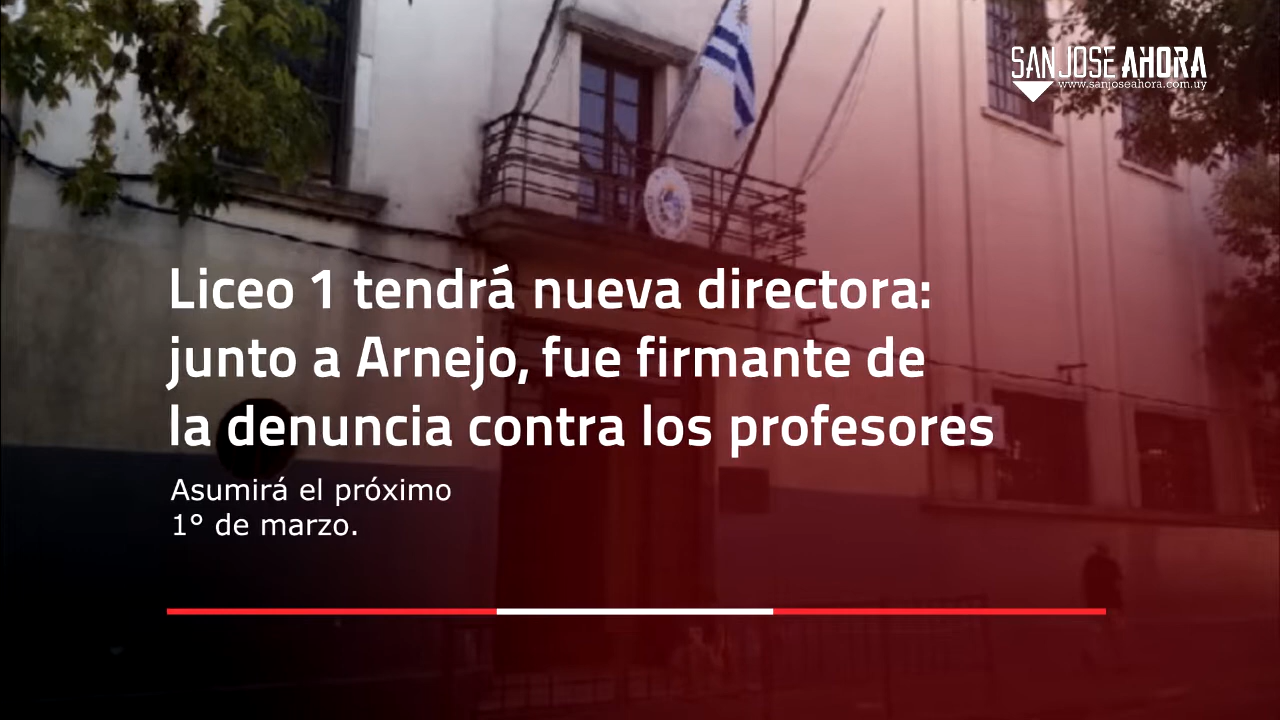 SAN JOSE AHORA
www.sanjoseahora.com.uy
Liceo 1 tendrá nueva directora:
junto a Arnejo, fue firmante de
la denuncia contra los profesores
Asumirá el próximo
1° de marzo.